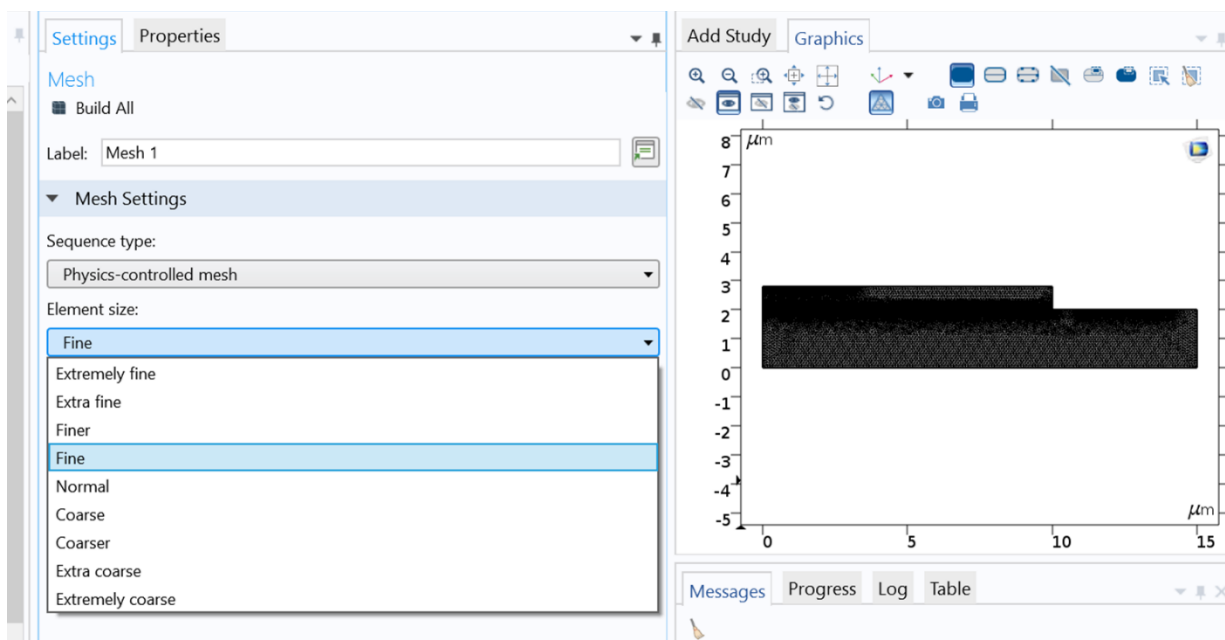 Settings Properties
Mesh
Build All
Label: Mesh 1
Mesh Settings
Sequence type:
Physics-controlled mesh
Element size:
Fine
Extremely fine
Extra fine
Finer
Fine
Normal
Coarse
Coarser
Extra coarse
Extremely coarse
Add Study Graphics
8 μm
7
6
5
4
3
2
1
0
-1
-2
-3
-4
-5 μm
0 5 10 15
Messages Progress Log Table